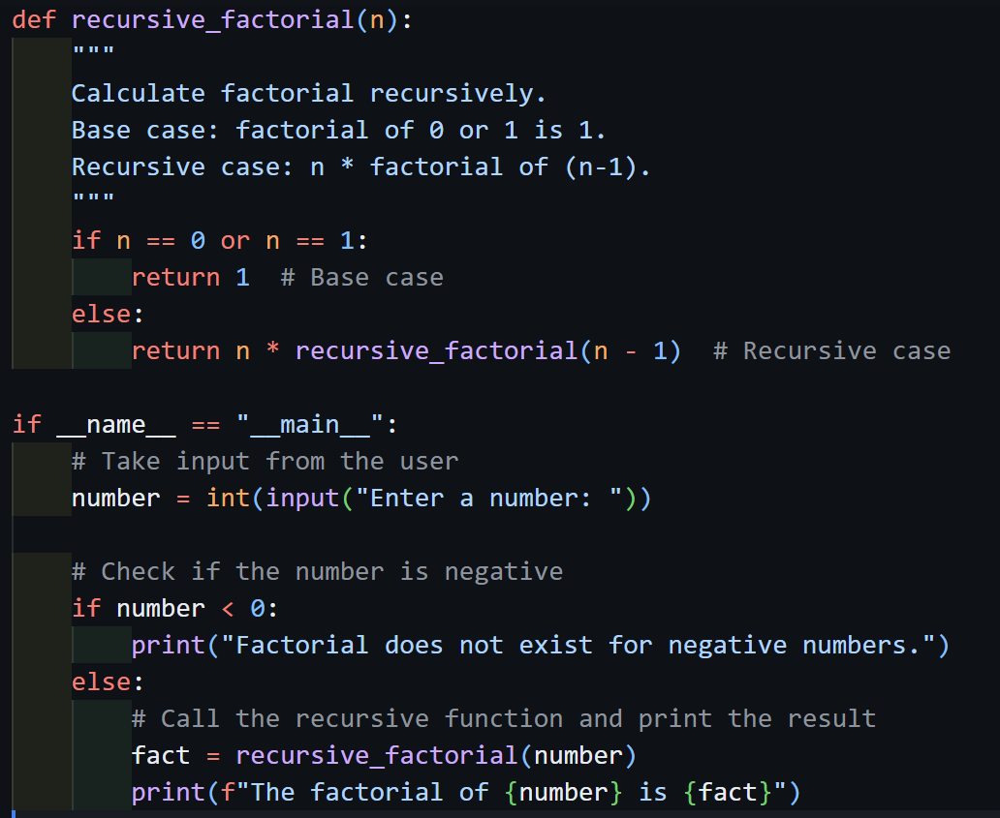 def recursive_factorial(n):
    """
    Calculate factorial recursively.
    Base case: factorial of 0 or 1 is 1.
    Recursive case: n * factorial of (n-1).
    """
    if n == 0 or n == 1:
        return 1  # Base case
    else:
        return n * recursive_factorial(n - 1)  # Recursive case

if __name__ == "__main__":
    # Take input from the user
    number = int(input("Enter a number: "))

    # Check if the number is negative
    if number < 0:
        print("Factorial does not exist for negative numbers.")
    else:
        # Call the recursive function and print the result
        fact = recursive_factorial(number)
        print(f"The factorial of {number} is {fact}")